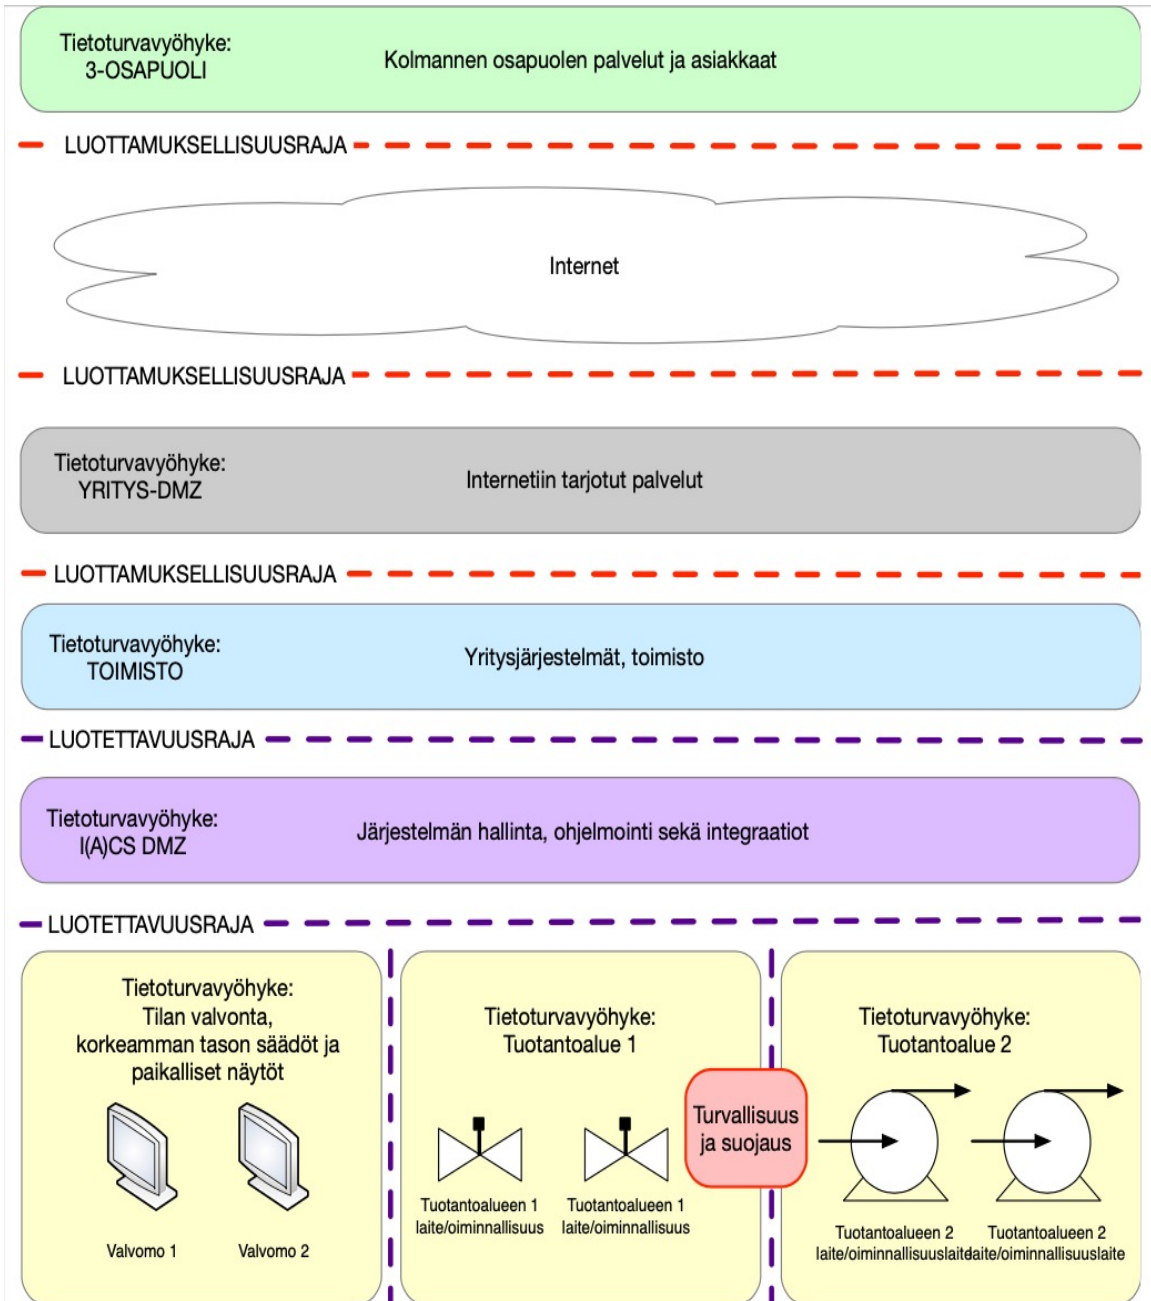 Tietoturvavyöhyke:
3-OSAPUOLI
Kolmannen osapuolen palvelut ja asiakkaat
LUOTTAMUKSELLISUUSRAJA
Internet
LUOTTAMUKSELLISUUSRAJA
Tietoturvavyöhyke:
YRITYS-DMZ
Internetiin tarjotut palvelut
LUOTTAMUKSELLISUUSRAJA
Tietoturvavyöhyke:
TOIMISTO
Yritysjärjestelmät, toimisto
LUOTETTAVUUSRAJA
Tietoturvavyöhyke:
I(A)CS DMZ
Järjestelmän hallinta, ohjelmointi sekä integraatiot
LUOTETTAVUUSRAJA
Tietoturvavyöhyke:
Tilan valvonta,
korkeamman tason säädöt ja
paikalliset näytöt
Valvomo 1
Valvomo 2
Tietoturvavyöhyke:
Tuotantoalue 1
Tuotantoalueen 1
laite/oiminnallisuus
Tuotantoalueen 1
laite/oiminnallisuus
Turvallisuus
ja suojaus
Tietoturvavyöhyke:
Tuotantoalue 2
Tuotantoalueen 2
laite/oiminnallisuuslaite
Tuotantoalueen 2
laite/oiminnallisuuslaite